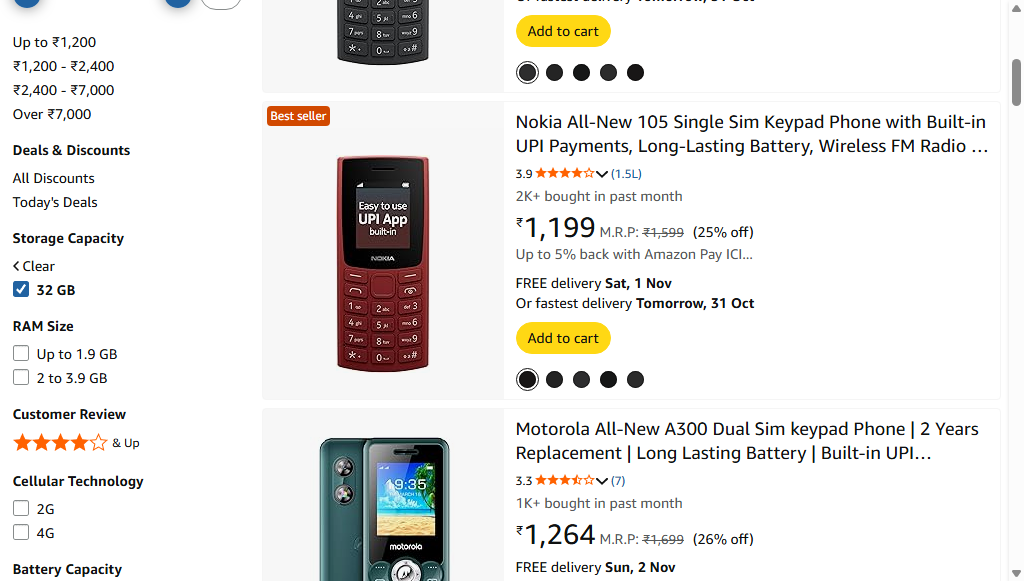 Up to ₹1,200
₹1,200 - ₹2,400
₹2,400 - ₹7,000
Over ₹7,000
Deals & Discounts
All Discounts
Today's Deals
Storage Capacity
Clear
32 GB
RAM Size
Up to 1.9 GB
2 to 3.9 GB
Customer Review
& Up
Cellular Technology
2G
4G
Battery Capacity
Or fastest delivery Tomorrow, 31 Oct
Add to cart
Best seller
Easy to use
UPI App
built-in
NOKIA
Nokia All-New 105 Single Sim Keypad Phone with Built-in
UPI Payments, Long-Lasting Battery, Wireless FM Radio …
3.9 (1.5L)
2K+ bought in past month
₹1,199 M.R.P: ₹1,599 (25% off)
Up to 5% back with Amazon Pay ICI…
FREE delivery Sat, 1 Nov
Or fastest delivery Tomorrow, 31 Oct
Add to cart
19:35
motorola
Motorola All-New A300 Dual Sim keypad Phone | 2 Years
Replacement | Long Lasting Battery | Built-in UPI…
3.3 (7)
1K+ bought in past month
₹1,264 M.R.P: ₹1,699 (26% off)
FREE delivery Sun, 2 Nov